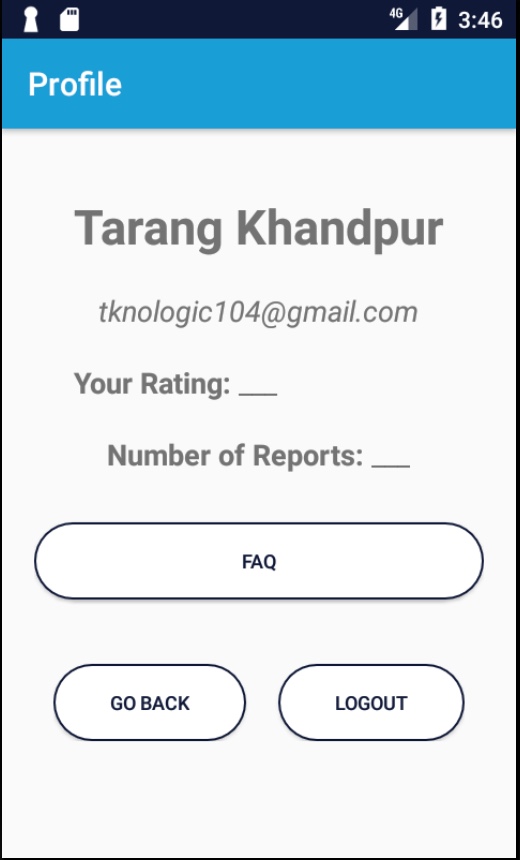 4G 3:46
Profile
Tarang Khandpur
tknologic104@gmail.com
Your Rating: ___
Number of Reports: ___
FAQ
GO BACK LOGOUT